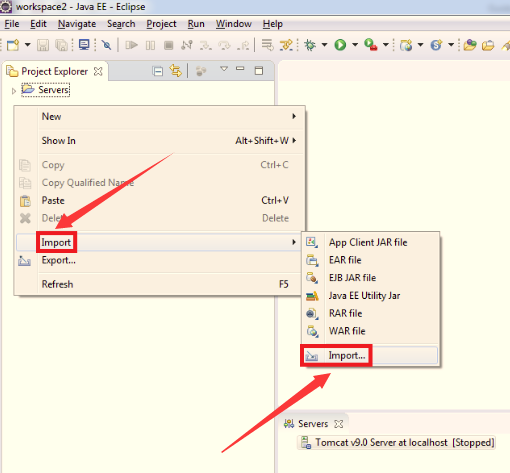 workspace2 - Java EE - Eclipse
File Edit Navigate Search Project Run Window Help
Project Explorer
Servers
New
Show In Alt+Shift+W
Copy Ctrl+C
Copy Qualified Name
Paste Ctrl+V
Delete Delete
Import
Export...
Refresh F5
App Client JAR file
EAR file
EJB JAR file
Java EE Utility Jar
RAR file
WAR file
Import...
Servers
Tomcat v9.0 Server at localhost [Stopped]